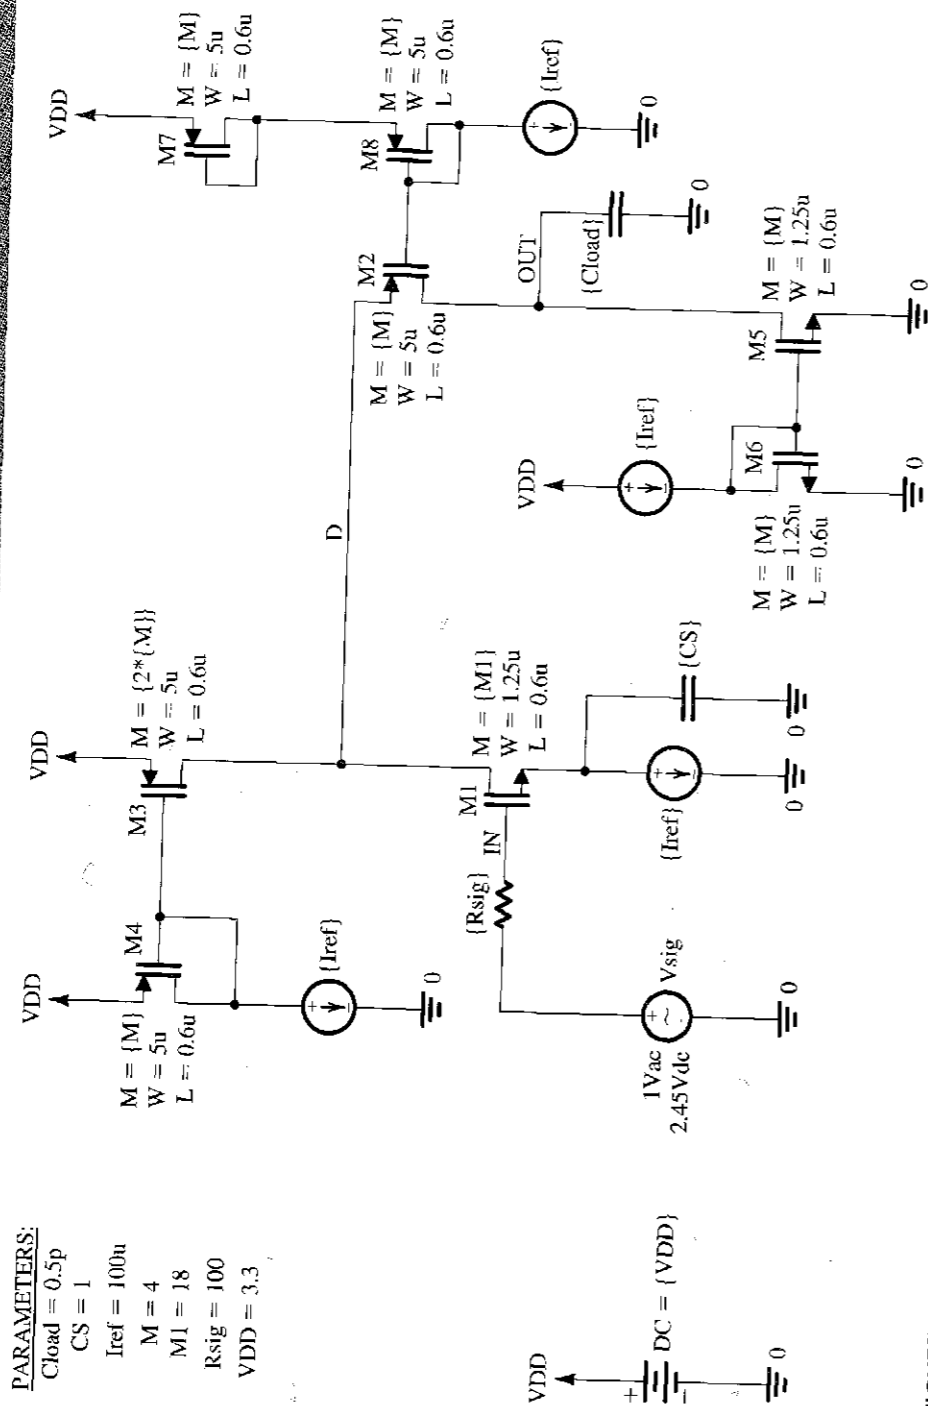 PARAMETERS:
Cload = 0.5p
CS = 1
Iref = 100u
M = 4
M1 = 18
Rsig = 100
VDD = 3.3
VDD
DC = {VDD}
0
VDD
M4
M = {M}
W = 5u
L = 0.6u
{Iref}
0
VDD
M3
M = {2*{M}}
W = 5u
L = 0.6u
D
1Vac
2.45Vdc
Vsig
0
{Rsig}
IN
M1
M = {M1}
W = 1.25u
L = 0.6u
{Iref}
0
{CS}
0
VDD
M7
M = {M}
W = 5u
L = 0.6u
M8
M = {M}
W = 5u
L = 0.6u
{Iref}
0
M2
M = {M}
W = 5u
L = 0.6u
OUT
{Cload}
0
VDD
{Iref}
M6
M = {M}
W = 1.25u
L = 0.6u
0
M5
M = {M}
W = 1.25u
L = 0.6u
0